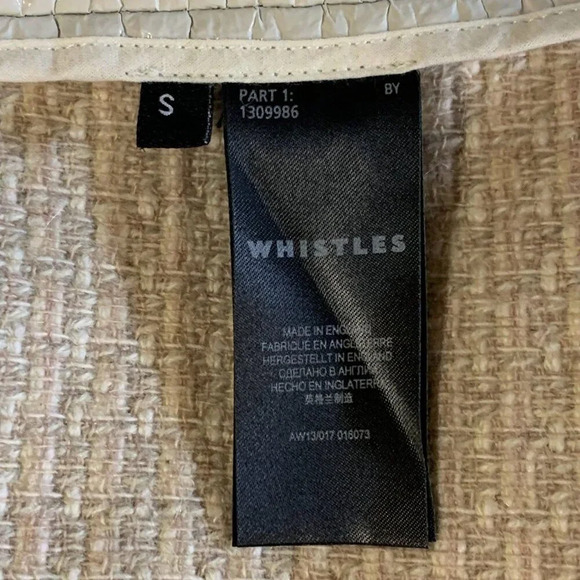 S
PART 1: BY
1309986
WHISTLES
MADE IN ENGLAND
FABRIQUÉ EN ANGLETERRE
HERGESTELLT IN ENGLAND
СДЕЛАНО В АНГЛИИ
HECHO EN INGLATERRA
英格兰制造
AW13/017 016073